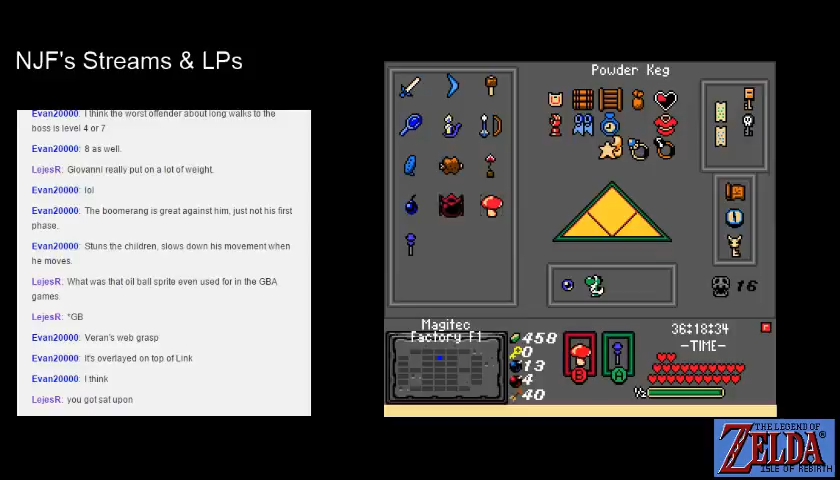 NJF's Streams & LPs
Evan20000: I think the worst offender about long walks to the
boss is level 4 or 7
Evan20000: 8 as well.
LejesR: Giovanni really put on a lot of weight.
Evan20000: lol
Evan20000: The boomerang is great against him, just not his first
phase.
Evan20000: Stuns the children, slows down his movement when
he moves.
LejesR: What was that oil ball sprite even used for in the GBA
games
LejesR: *GB
Evan20000: Veran's web grasp
Evan20000: It's overlayed on top of Link
Evan20000: I think
LejesR: you got sat upon
Powder Keg
16
Magitec
Factory F1
458
0
13
4
40
B
A
36:18:34
-TIME-
1/2
THE LEGEND OF
ZELDA
ISLE OF REBIRTH